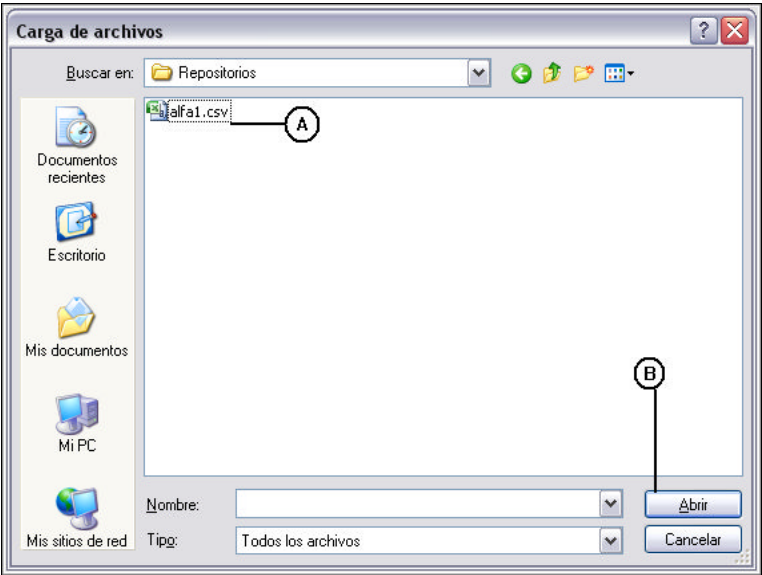 Carga de archivos
Buscar en: Repositorios
alfa1.csv
A
Documentos
recientes
Escritorio
Mis documentos
Mi PC
Mis sitios de red
B
Nombre:
Abrir
Tipo: Todos los archivos
Cancelar